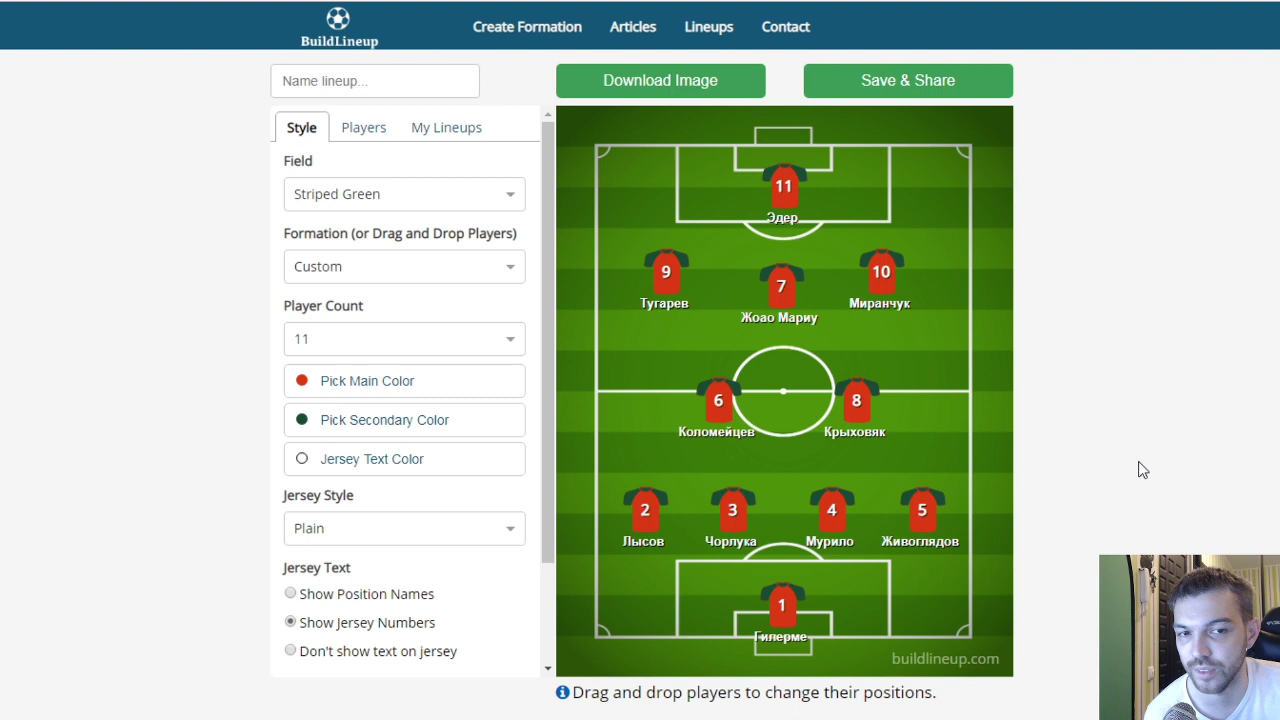 BuildLineup
Create Formation
Articles
Lineups
Contact
Name lineup...
Download Image
Save & Share
Style
Players
My Lineups
Field
Striped Green
Formation (or Drag and Drop Players)
Custom
Player Count
11
Pick Main Color
Pick Secondary Color
Jersey Text Color
Jersey Style
Plain
Jersey Text
Show Position Names
Show Jersey Numbers
Don't show text on jersey
11
Эдер
9
Тугарев
7
Жоао Мариу
10
Миранчук
6
Коломейцев
8
Крыховяк
2
Лысов
3
Чорлука
4
Мурило
5
Живоглядов
1
Гилерме
buildlineup.com
Drag and drop players to change their positions.